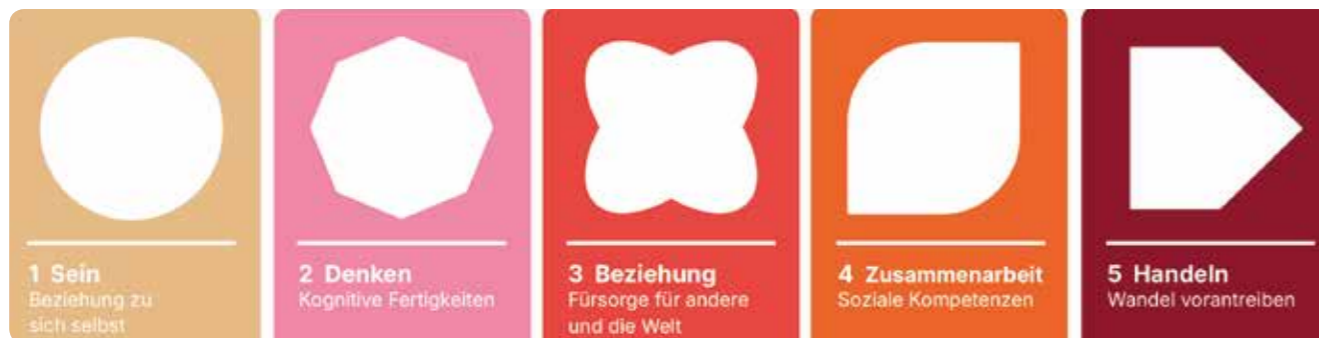 1 Sein
Beziehung zu
sich selbst
2 Denken
Kognitive Fertigkeiten
3 Beziehung
Fürsorge für andere
und die Welt
4 Zusammenarbeit
Soziale Kompetenzen
5 Handeln
Wandel vorantreiben